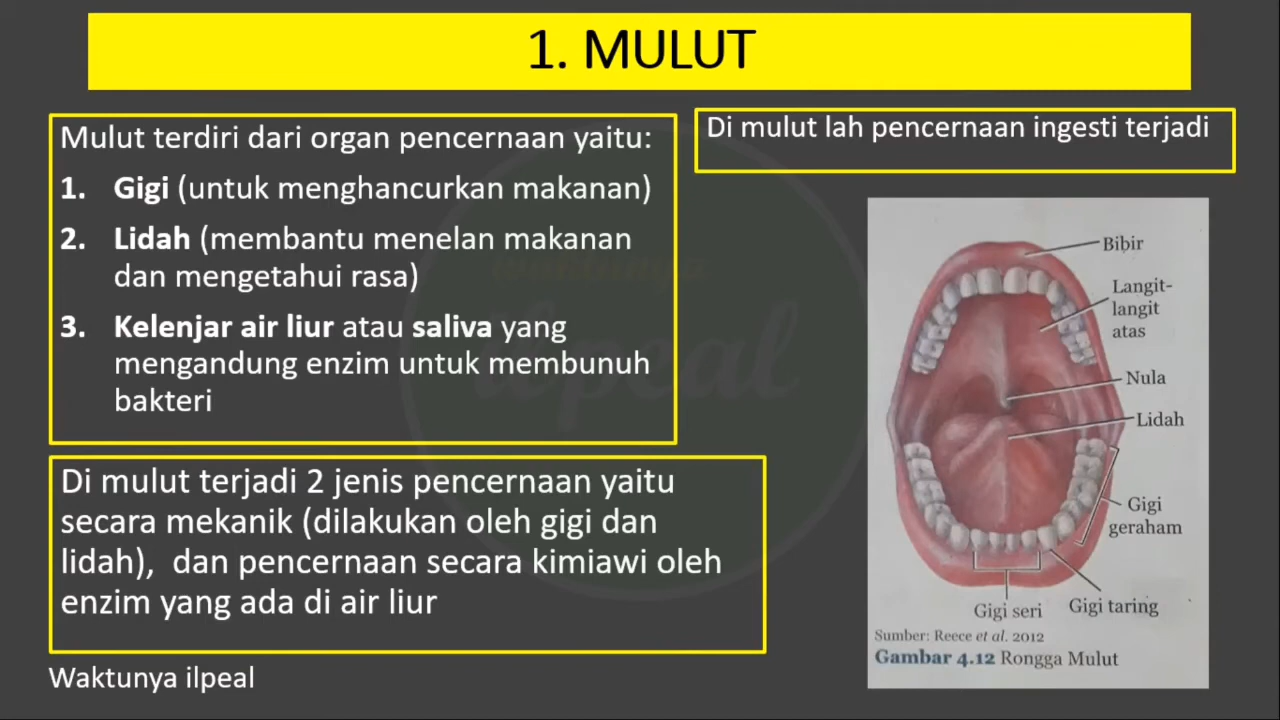 1. MULUT
Mulut terdiri dari organ pencernaan yaitu:
1. Gigi (untuk menghancurkan makanan)
2. Lidah (membantu menelan makanan
dan mengetahui rasa)
3. Kelenjar air liur atau saliva yang
mengandung enzim untuk membunuh
bakteri
Di mulut terjadi 2 jenis pencernaan yaitu
secara mekanik (dilakukan oleh gigi dan
lidah), dan pencernaan secara kimiawi oleh
enzim yang ada di air liur
Waktunya ilpeal
Di mulut lah pencernaan ingesti terjadi
Bibir
Langit-
langit
atas
Nula
Lidah
Gigi
geraham
Gigi seri
Gigi taring
Sumber: Reece et al. 2012
Gambar 4.12 Rongga Mulut
waktunya
ilpeal